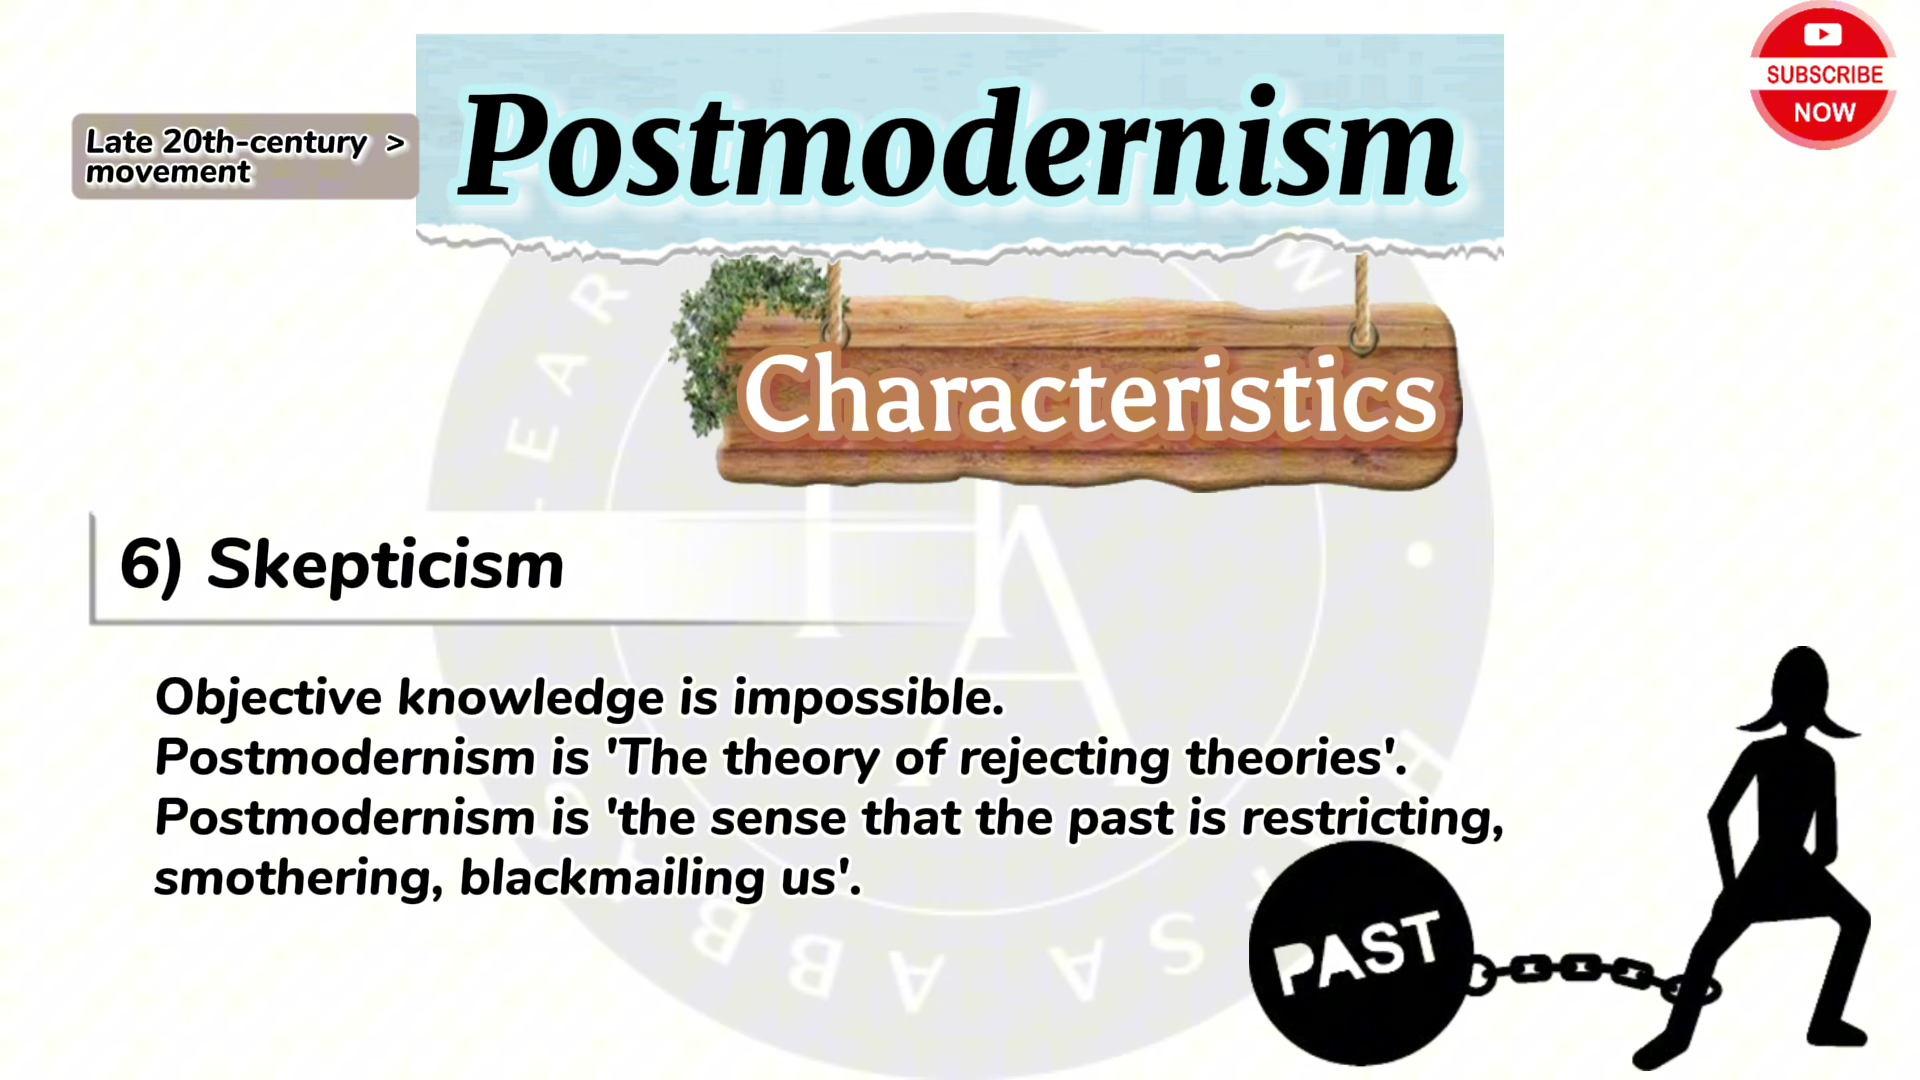 SUBSCRIBE
NOW
Late 20th-century >
movement
Postmodernism
Characteristics
6) Skepticism
Objective knowledge is impossible.
Postmodernism is 'The theory of rejecting theories'.
Postmodernism is 'the sense that the past is restricting,
smothering, blackmailing us'.
PAST